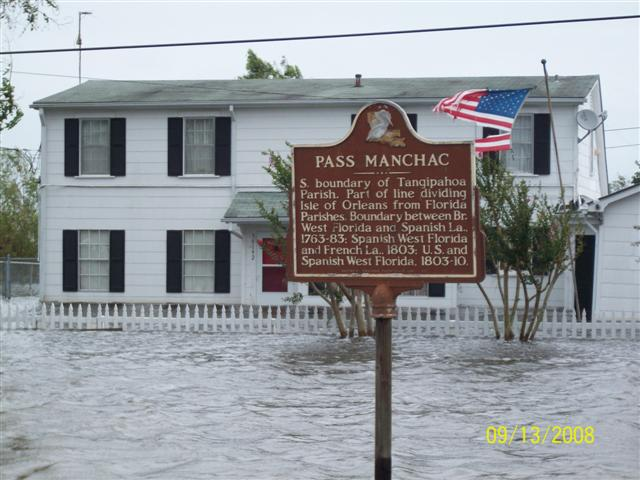 PASS MANCHAC
S. boundary of Tangipahoa
Parish. Part of line dividing
Isle of Orleans from Florida
Parishes. Boundary between Br.
West Florida and Spanish La.,
1763-83; Spanish West Florida
and French La., 1803; U.S. and
Spanish West Florida, 1803-10.
09/13/2008